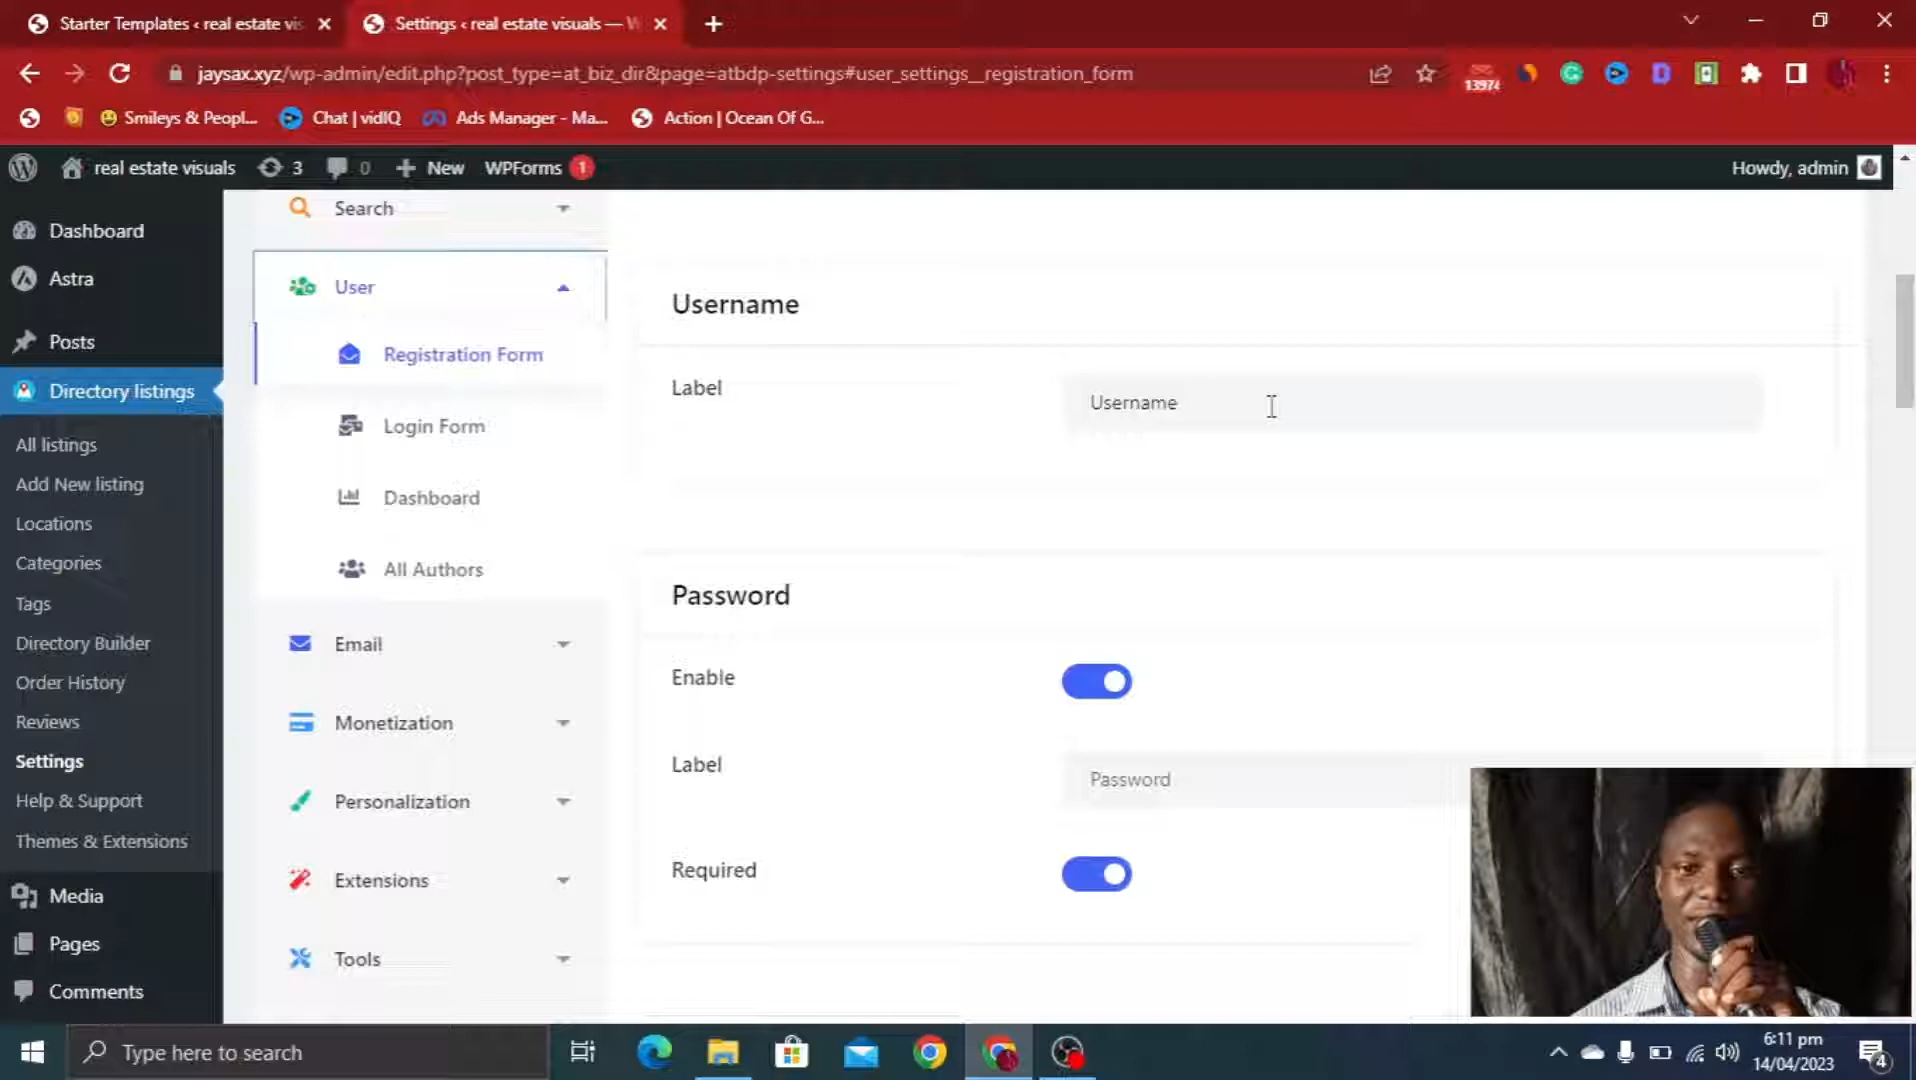 Starter Templates ‹ real estate vis
Settings ‹ real estate visuals — W
jaysax.xyz/wp-admin/edit.php?post_type=at_biz_dir&page=atbdp-settings#user_settings__registration_form
13974
Smileys & Peopl...
Chat | vidIQ
Ads Manager - Ma...
Action | Ocean Of G...
real estate visuals
3
0
New
WPForms 1
Howdy, admin
Dashboard
Astra
Posts
Directory listings
All listings
Add New listing
Locations
Categories
Tags
Directory Builder
Order History
Reviews
Settings
Help & Support
Themes & Extensions
Media
Pages
Comments
Search
User
Registration Form
Login Form
Dashboard
All Authors
Email
Monetization
Personalization
Extensions
Tools
Username
Label
Username
Password
Enable
Label
Password
Required
Type here to search
6:11 pm
14/04/2023
4